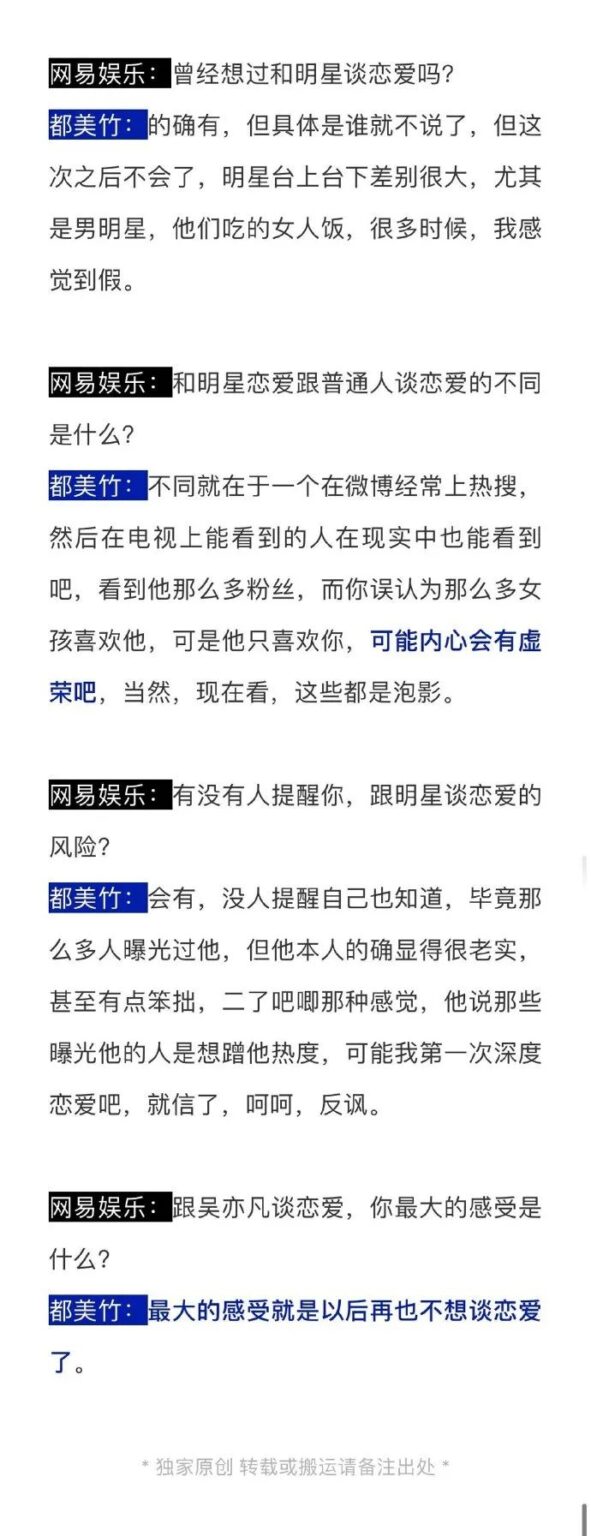 网易娱乐：曾经想过和明星谈恋爱吗？
都美竹：的确有，但具体是谁就不说了，但这
次之后不会了，明星台上台下差别很大，尤其
是男明星，他们吃的女人饭，很多时候，我感
觉到假。
网易娱乐：和明星恋爱跟普通人谈恋爱的不同
是什么？
都美竹：不同就在于一个在微博经常上热搜，
然后在电视上能看到的人在现实中也能看到
吧，看到他那么多粉丝，而你误认为那么多女
孩喜欢他，可是他只喜欢你，可能内心会有虚
荣吧，当然，现在看，这些都是泡影。
网易娱乐：有没有人提醒你，跟明星谈恋爱的
风险？
都美竹：会有，没人提醒自己也知道，毕竟那
么多人曝光过他，但他本人的确显得很老实，
甚至有点笨拙，二了吧唧那种感觉，他说那些
曝光他的人是想蹭他热度，可能我第一次深度
恋爱吧，就信了，呵呵，反讽。
网易娱乐：跟吴亦凡谈恋爱，你最大的感受是
什么？
都美竹：最大的感受就是以后再也不想谈恋爱
了。
* 独家原创 转载或搬运请备注出处 *